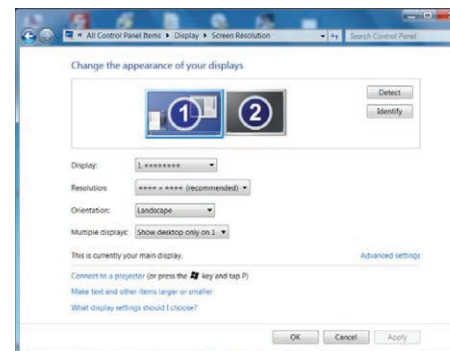 « All Control Panel Items ▸ Display ▸ Screen Resolution
Search Control Panel
Change the appearance of your displays
1
2
Detect
Identify
Display: 1. ********
Resolution: **** × **** (recommended)
Orientation: Landscape
Multiple displays: Show desktop only on 1
This is currently your main display.
Advanced settings
Connect to a projector (or press the key and tap P)
Make text and other items larger or smaller
What display settings should I choose?
OK Cancel Apply